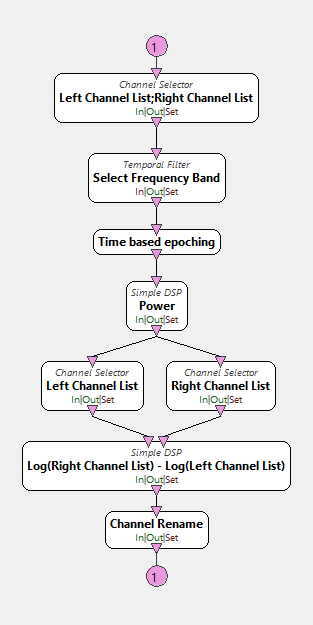 1
Channel Selector
Left Channel List;Right Channel List
In|Out|Set
Temporal Filter
Select Frequency Band
In|Out|Set
Time based epoching
Simple DSP
Power
In|Out|Set
Channel Selector
Left Channel List
In|Out|Set
Channel Selector
Right Channel List
In|Out|Set
Simple DSP
Log(Right Channel List) - Log(Left Channel List)
In|Out|Set
Channel Rename
In|Out|Set
1